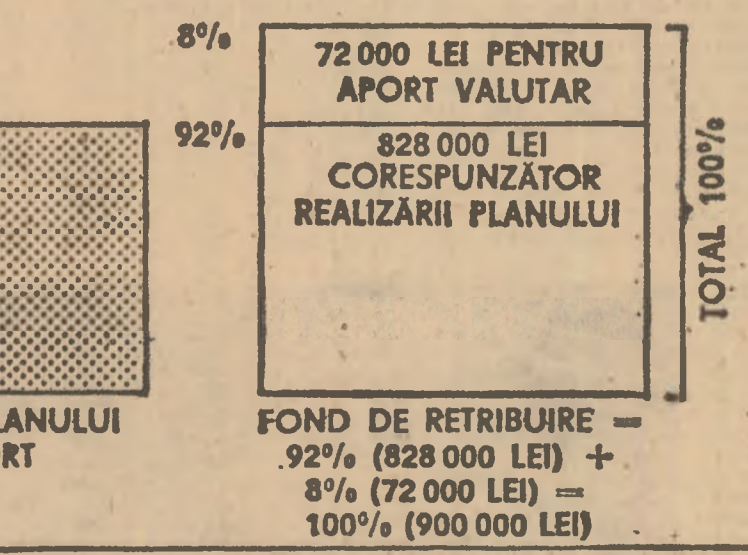 8%
72 000 LEI PENTRU
APORT VALUTAR
92%
828 000 LEI
CORESPUNZĂTOR
REALIZĂRII PLANULUI
TOTAL 100%
LANULUI
RT
FOND DE RETRIBUIRE =
92% (828 000 LEI) +
8% (72 000 LEI) =
100% (900 000 LEI)